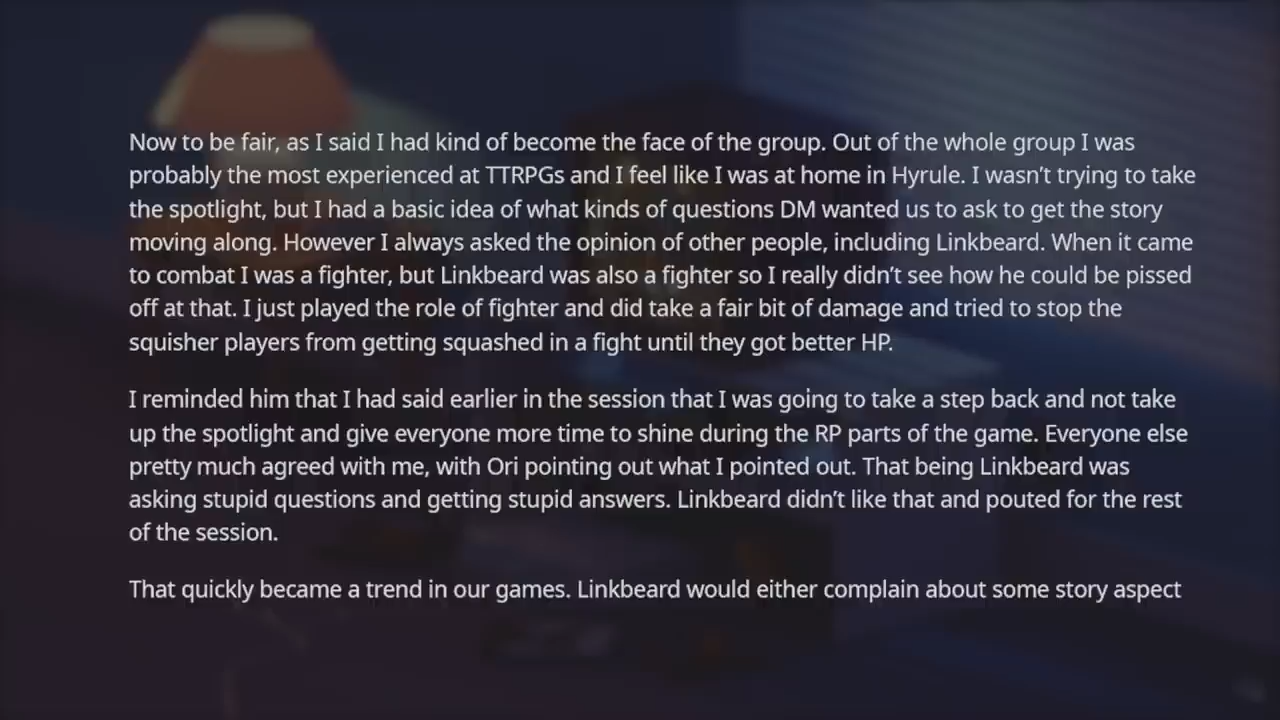 Now to be fair, as I said I had kind of become the face of the group. Out of the whole group I was
probably the most experienced at TTRPGs and I feel like I was at home in Hyrule. I wasn't trying to take
the spotlight, but I had a basic idea of what kinds of questions DM wanted us to ask to get the story
moving along. However I always asked the opinion of other people, including Linkbeard. When it came
to combat I was a fighter, but Linkbeard was also a fighter so I really didn't see how he could be pissed
off at that. I just played the role of fighter and did take a fair bit of damage and tried to stop the
squisher players from getting squashed in a fight until they got better HP.
I reminded him that I had said earlier in the session that I was going to take a step back and not take
up the spotlight and give everyone more time to shine during the RP parts of the game. Everyone else
pretty much agreed with me, with Ori pointing out what I pointed out. That being Linkbeard was
asking stupid questions and getting stupid answers. Linkbeard didn't like that and pouted for the rest
of the session.
That quickly became a trend in our games. Linkbeard would either complain about some story aspect